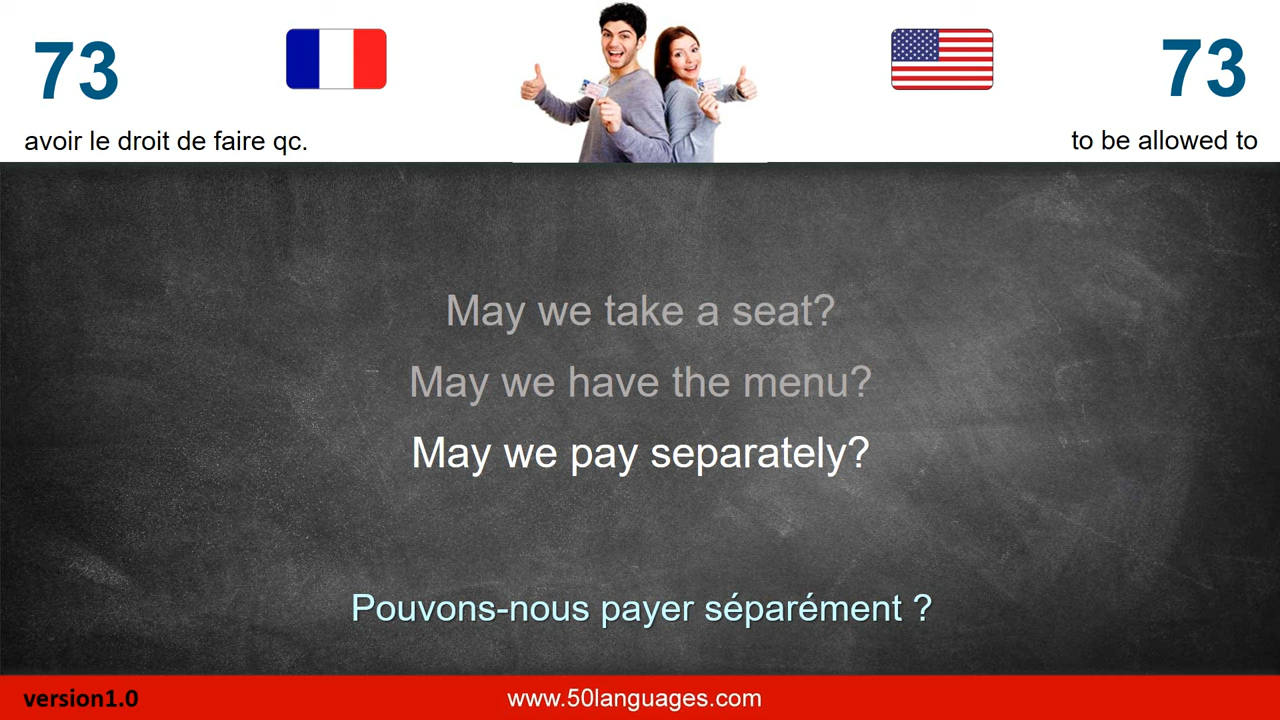 73
73
avoir le droit de faire qc.
to be allowed to
May we take a seat?
May we have the menu?
May we pay separately?
Pouvons-nous payer séparément ?
version1.0
www.50languages.com